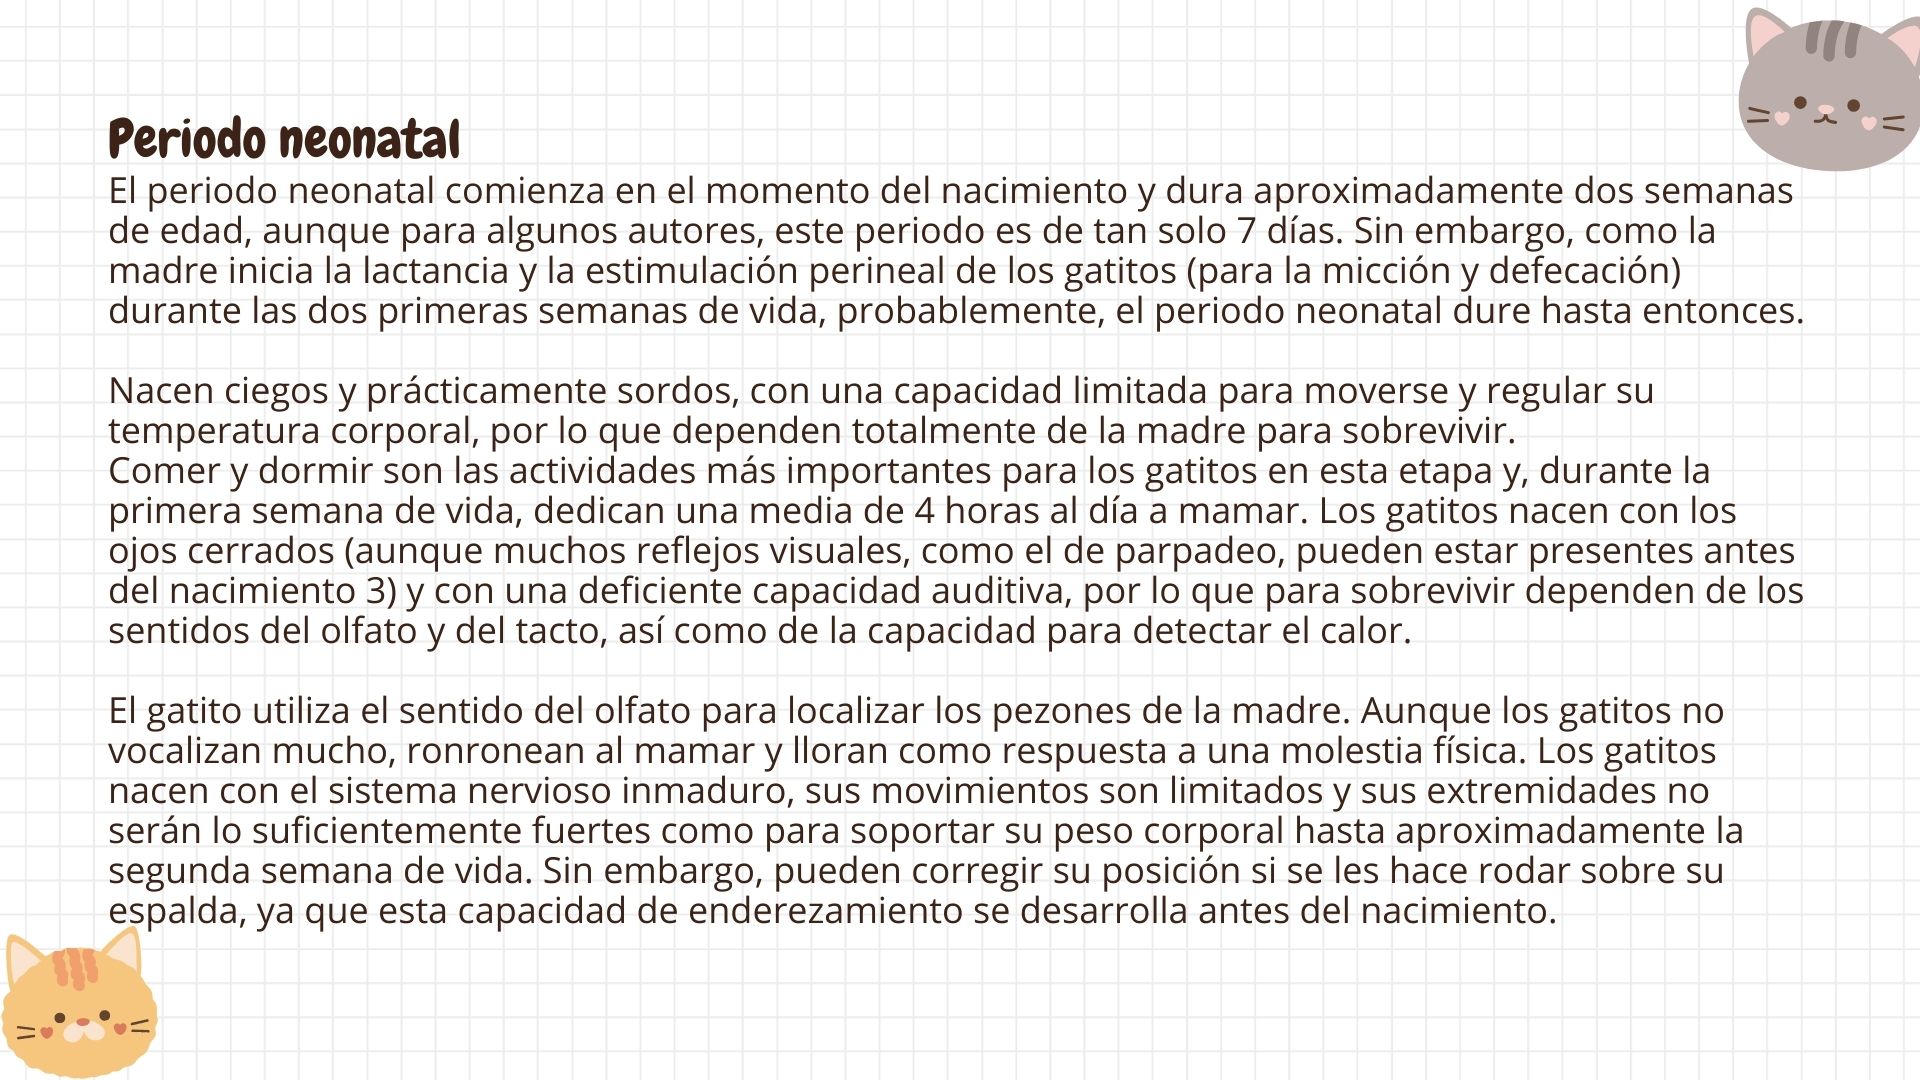 Periodo neonatal
El periodo neonatal comienza en el momento del nacimiento y dura aproximadamente dos semanas
de edad, aunque para algunos autores, este periodo es de tan solo 7 días. Sin embargo, como la
madre inicia la lactancia y la estimulación perineal de los gatitos (para la micción y defecación)
durante las dos primeras semanas de vida, probablemente, el periodo neonatal dure hasta entonces.
Nacen ciegos y prácticamente sordos, con una capacidad limitada para moverse y regular su
temperatura corporal, por lo que dependen totalmente de la madre para sobrevivir.
Comer y dormir son las actividades más importantes para los gatitos en esta etapa y, durante la
primera semana de vida, dedican una media de 4 horas al día a mamar. Los gatitos nacen con los
ojos cerrados (aunque muchos reflejos visuales, como el de parpadeo, pueden estar presentes antes
del nacimiento 3) y con una deficiente capacidad auditiva, por lo que para sobrevivir dependen de los
sentidos del olfato y del tacto, así como de la capacidad para detectar el calor.
El gatito utiliza el sentido del olfato para localizar los pezones de la madre. Aunque los gatitos no
vocalizan mucho, ronronean al mamar y lloran como respuesta a una molestia física. Los gatitos
nacen con el sistema nervioso inmaduro, sus movimientos son limitados y sus extremidades no
serán lo suficientemente fuertes como para soportar su peso corporal hasta aproximadamente la
segunda semana de vida. Sin embargo, pueden corregir su posición si se les hace rodar sobre su
espalda, ya que esta capacidad de enderezamiento se desarrolla antes del nacimiento.